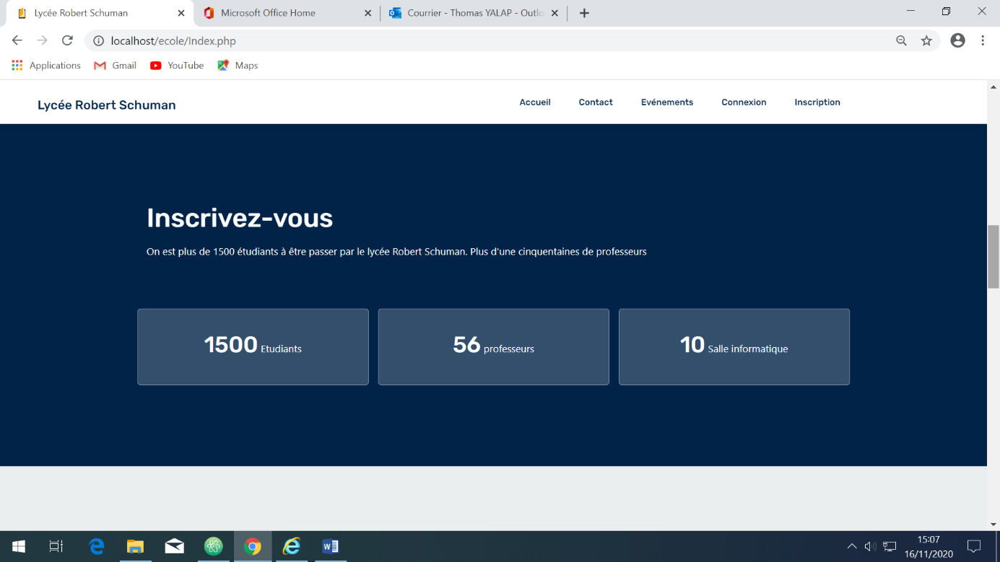 Lycée Robert Schuman
Microsoft Office Home
Courrier - Thomas YALAP - Outlo
localhost/ecole/Index.php
Applications
Gmail
YouTube
Maps
Lycée Robert Schuman
Accueil
Contact
Evénements
Connexion
Inscription
Inscrivez-vous
On est plus de 1500 étudiants à être passer par le lycée Robert Schuman. Plus d'une cinquentaines de professeurs
1500 Etudiants
56 professeurs
10 Salle informatique
15:07
16/11/2020